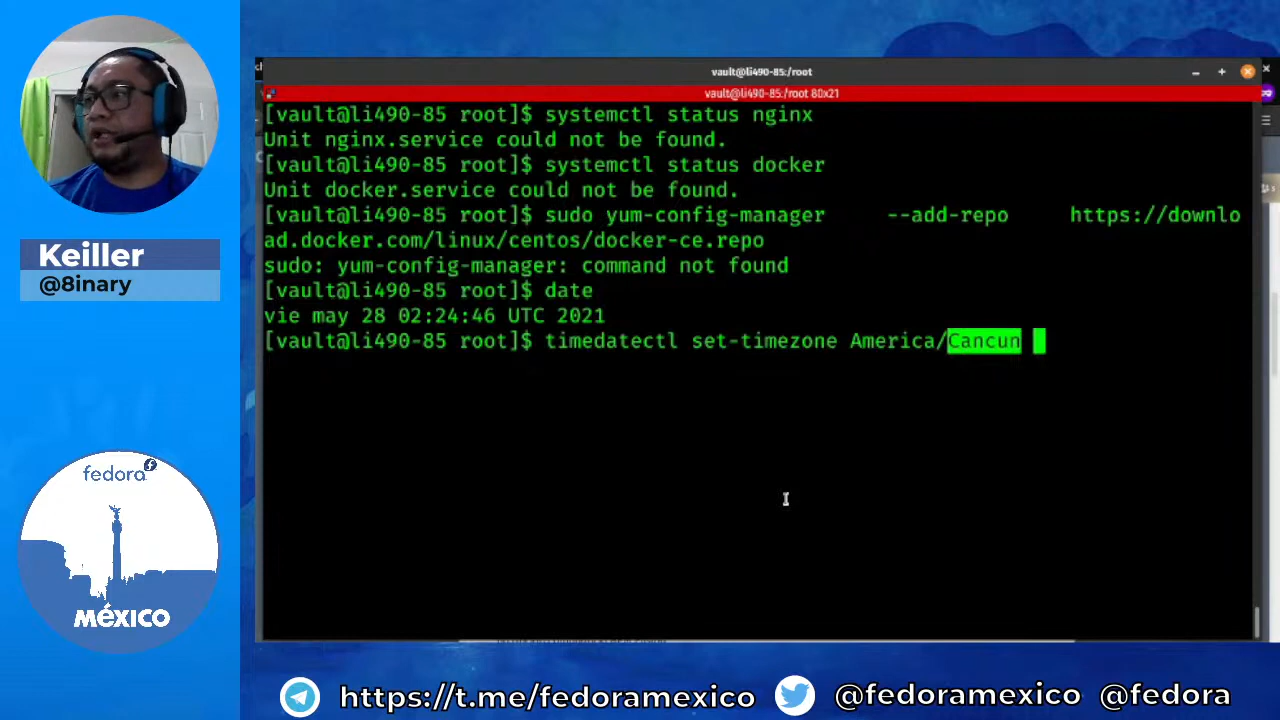 vault@li490-85:/root
vault@li490-85:/root 80x21
[vault@li490-85 root]$ systemctl status nginx
Unit nginx.service could not be found.
[vault@li490-85 root]$ systemctl status docker
Unit docker.service could not be found.
[vault@li490-85 root]$ sudo yum-config-manager     --add-repo     https://downlo
ad.docker.com/linux/centos/docker-ce.repo
sudo: yum-config-manager: command not found
[vault@li490-85 root]$ date
vie may 28 02:24:46 UTC 2021
[vault@li490-85 root]$ timedatectl set-timezone America/Cancun
Keiller
@8inary
fedora
MÉXICO
https://t.me/fedoramexico
@fedoramexico @fedora